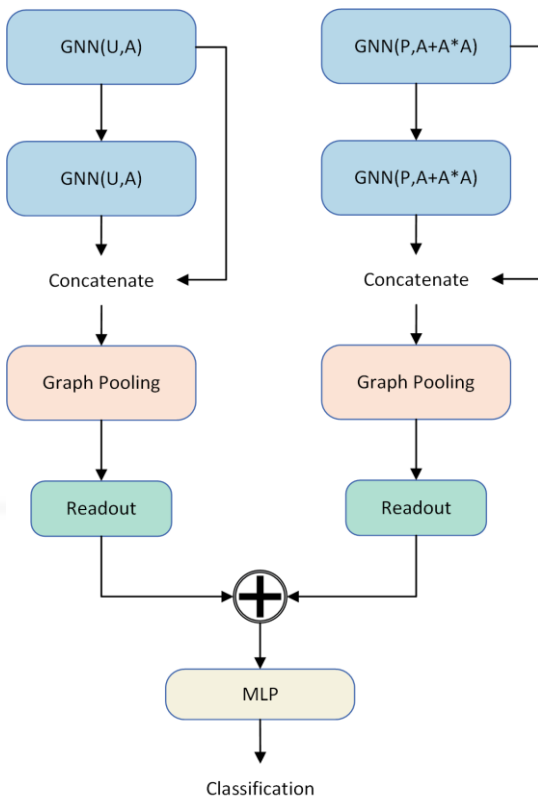 GNN(U,A)
GNN(P,A+A*A)
GNN(U,A)
GNN(P,A+A*A)
Concatenate
Concatenate
Graph Pooling
Graph Pooling
Readout
Readout
MLP
Classification